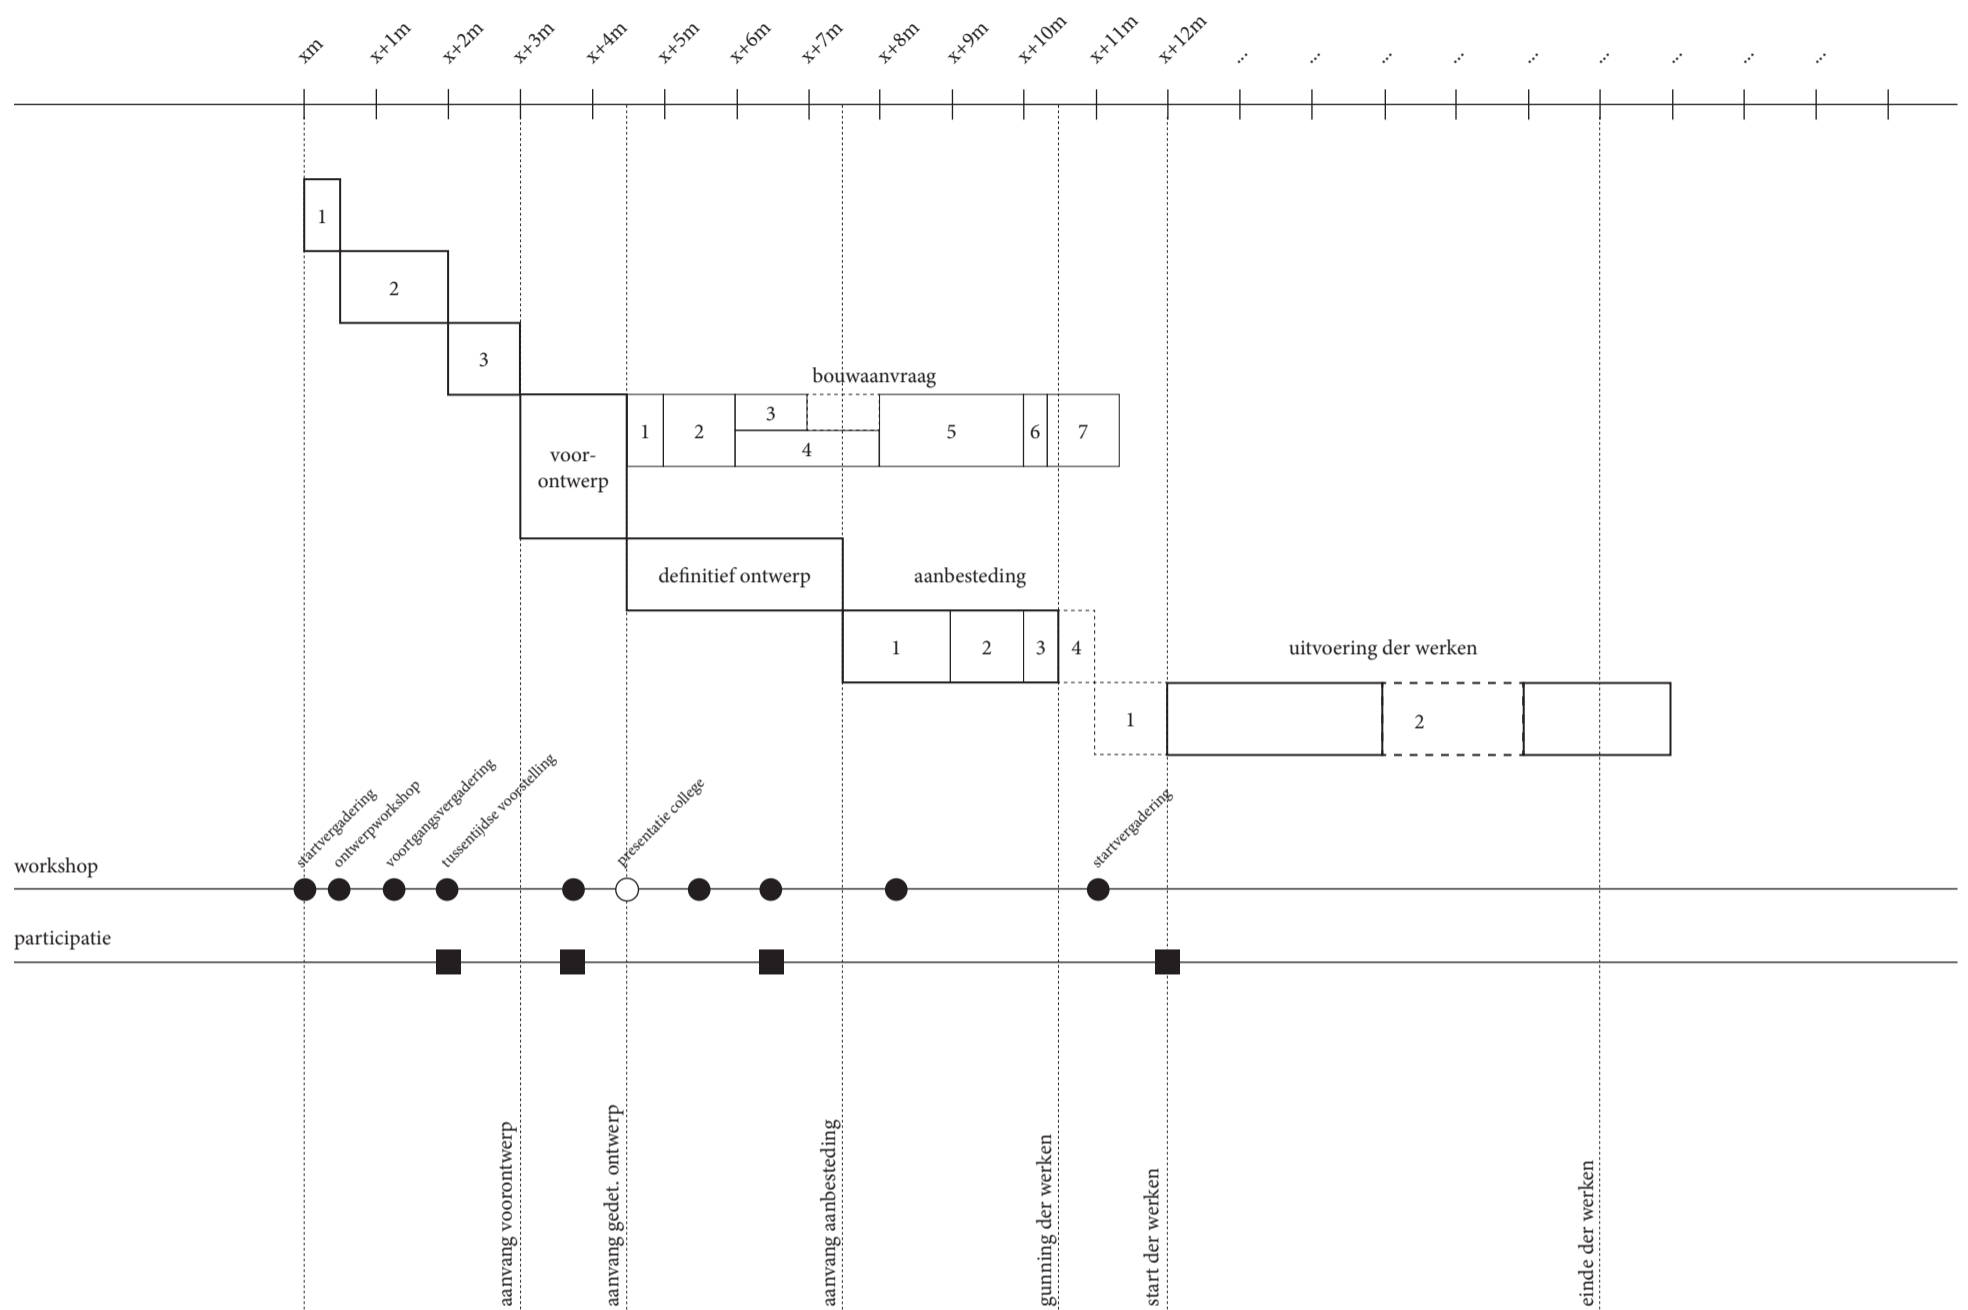 xm
x+1m
x+2m
x+3m
x+4m
x+5m
x+6m
x+7m
x+8m
x+9m
x+10m
x+11m
x+12m
...
...
...
...
...
...
...
...
...
1
2
3
bouwaanvraag
1
2
3
4
5
6
7
voor-
ontwerp
definitief ontwerp
aanbesteding
1
2
3
4
uitvoering der werken
1
2
startvergadering
ontwerpworkshop
voortgangsvergadering
tussentijdse voorstelling
presentatie college
startvergadering
workshop
participatie
aanvang voorontwerp
aanvang gedet. ontwerp
aanvang aanbesteding
gunning der werken
start der werken
einde der werken